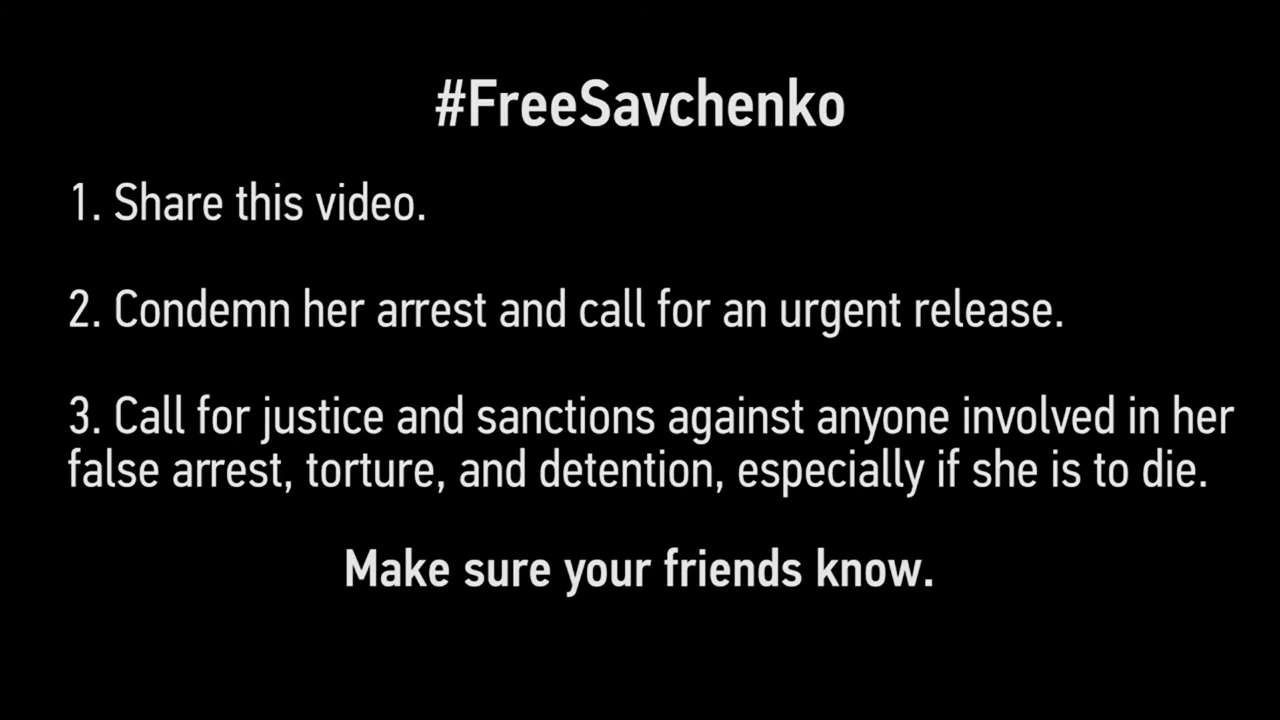 #FreeSavchenko
1. Share this video.
2. Condemn her arrest and call for an urgent release.
3. Call for justice and sanctions against anyone involved in her
false arrest, torture, and detention, especially if she is to die.
Make sure your friends know.